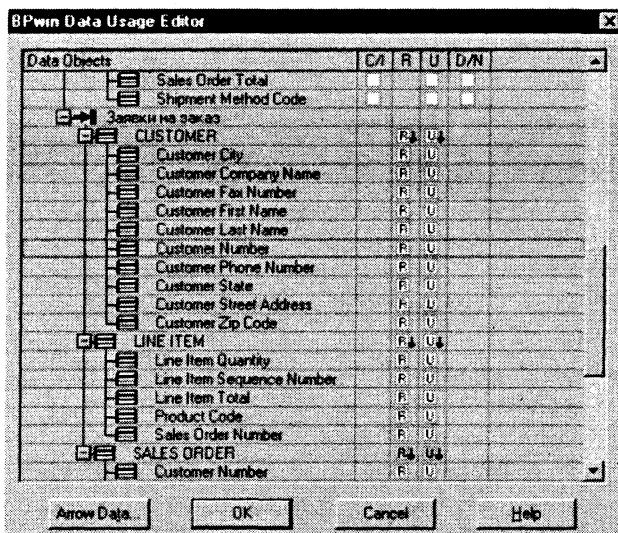 BPwin Data Usage Editor
Data Objects C/I R U D/N
Sales Order Total
Shipment Method Code
Заявки на заказ
CUSTOMER R U
Customer City R U
Customer Company Name R U
Customer Fax Number R U
Customer First Name R U
Customer Last Name R U
Customer Number R U
Customer Phone Number R U
Customer State R U
Customer Street Address R U
Customer Zip Code R U
LINE ITEM R U
Line Item Quantity R U
Line Item Sequence Number R U
Line Item Total R U
Product Code R U
Sales Order Number R U
SALES ORDER R U
Customer Number R U
Arrow Data... OK Cancel Help